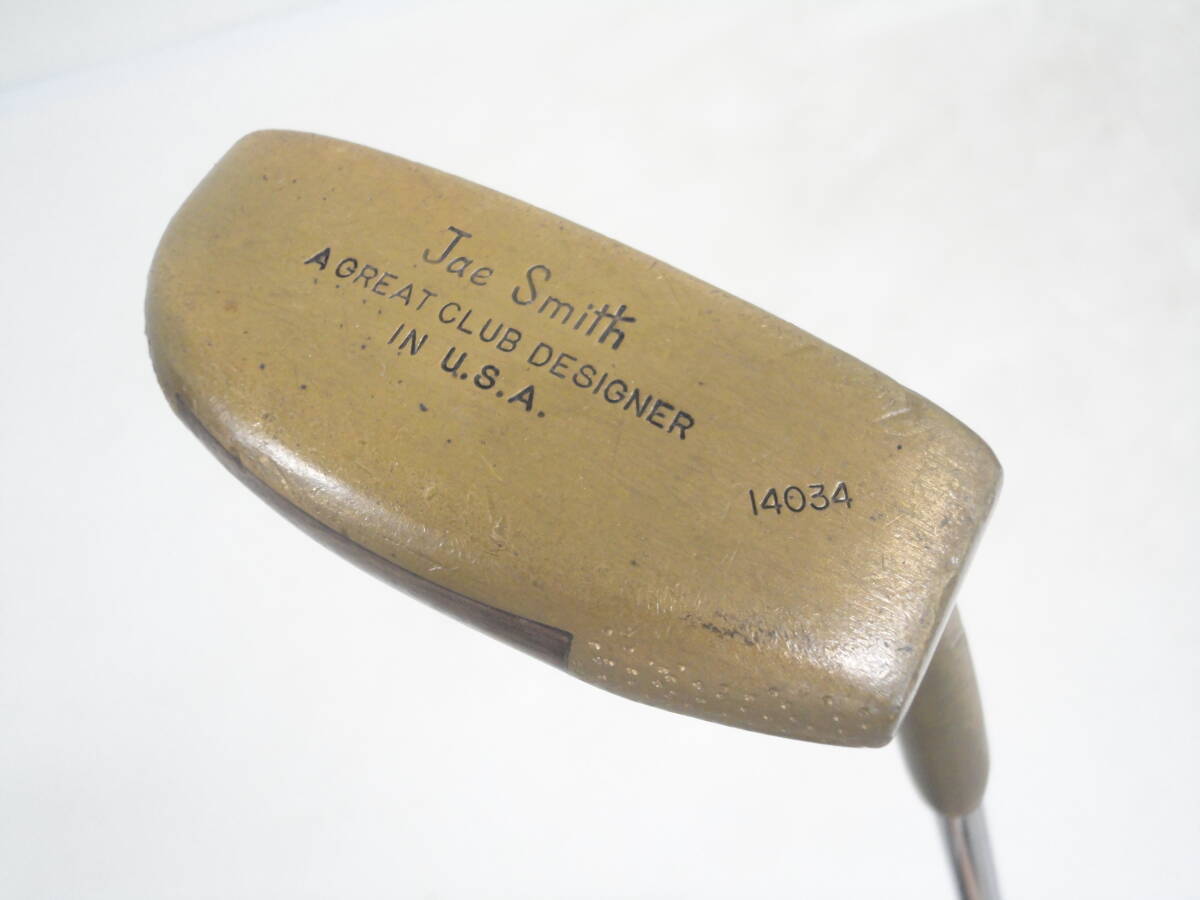 Jae Smith
A GREAT CLUB DESIGNER
IN U.S.A.
14034